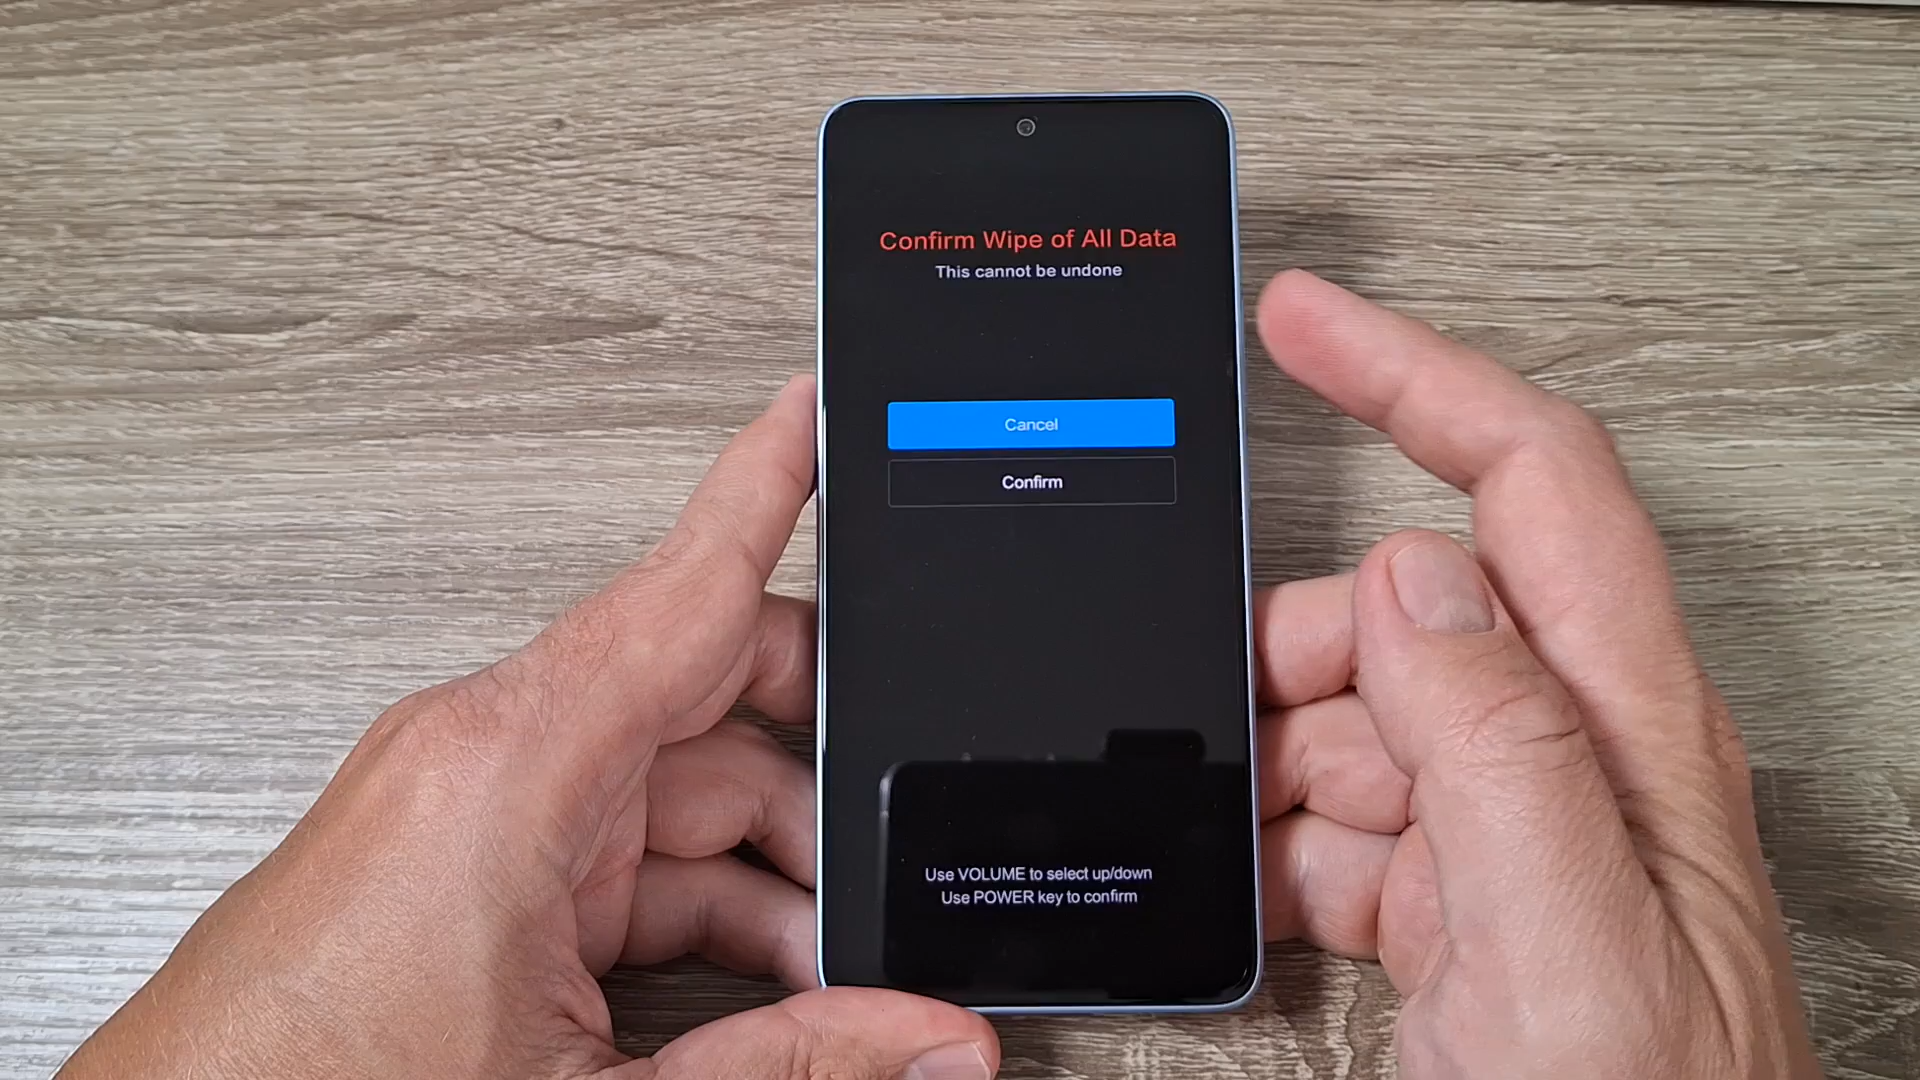 Confirm Wipe of All Data
This cannot be undone
Cancel
Confirm
Use VOLUME to select up/down
Use POWER key to confirm